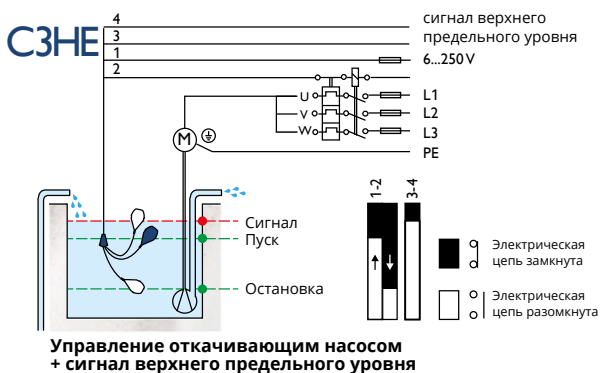 C3HE
4
3
1
2
сигнал верхнего
предельного уровня
6...250 V
U
V
W
L1
L2
L3
PE
M
Сигнал
Пуск
Остановка
1-2
3-4
Электрическая
цепь замкнута
Электрическая
цепь разомкнута
Управление откачивающим насосом
+ сигнал верхнего предельного уровня